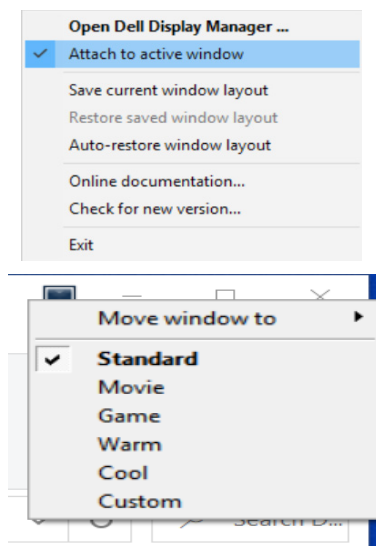 Open Dell Display Manager ...
Attach to active window
Save current window layout
Restore saved window layout
Auto-restore window layout
Online documentation...
Check for new version...
Exit
Move window to
Standard
Movie
Game
Warm
Cool
Custom
Search D...